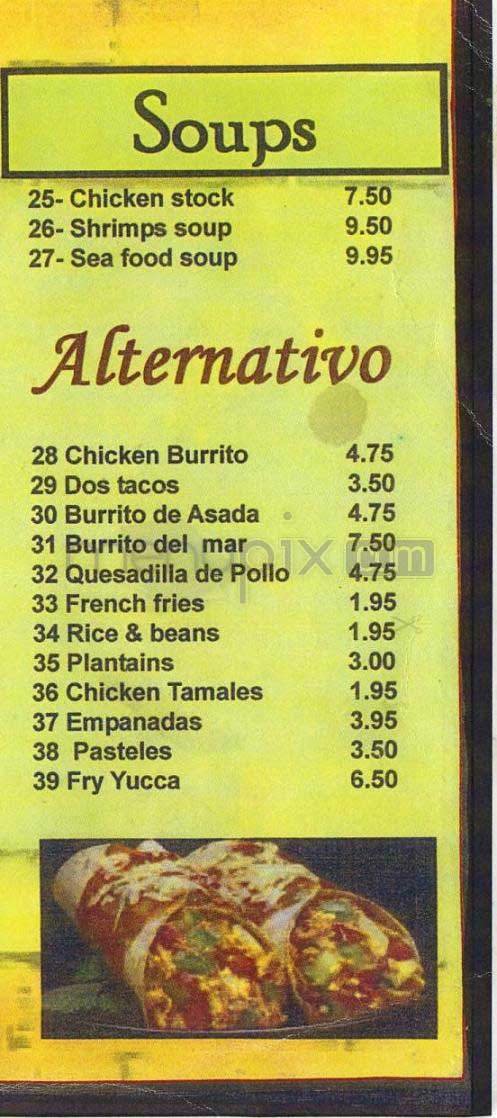 Soups
25- Chicken stock 7.50
26- Shrimps soup 9.50
27- Sea food soup 9.95
Alternativo
28 Chicken Burrito 4.75
29 Dos tacos 3.50
30 Burrito de Asada 4.75
31 Burrito del mar 7.50
32 Quesadilla de Pollo 4.75
33 French fries 1.95
34 Rice & beans 1.95
35 Plantains 3.00
36 Chicken Tamales 1.95
37 Empanadas 3.95
38 Pasteles 3.50
39 Fry Yucca 6.50